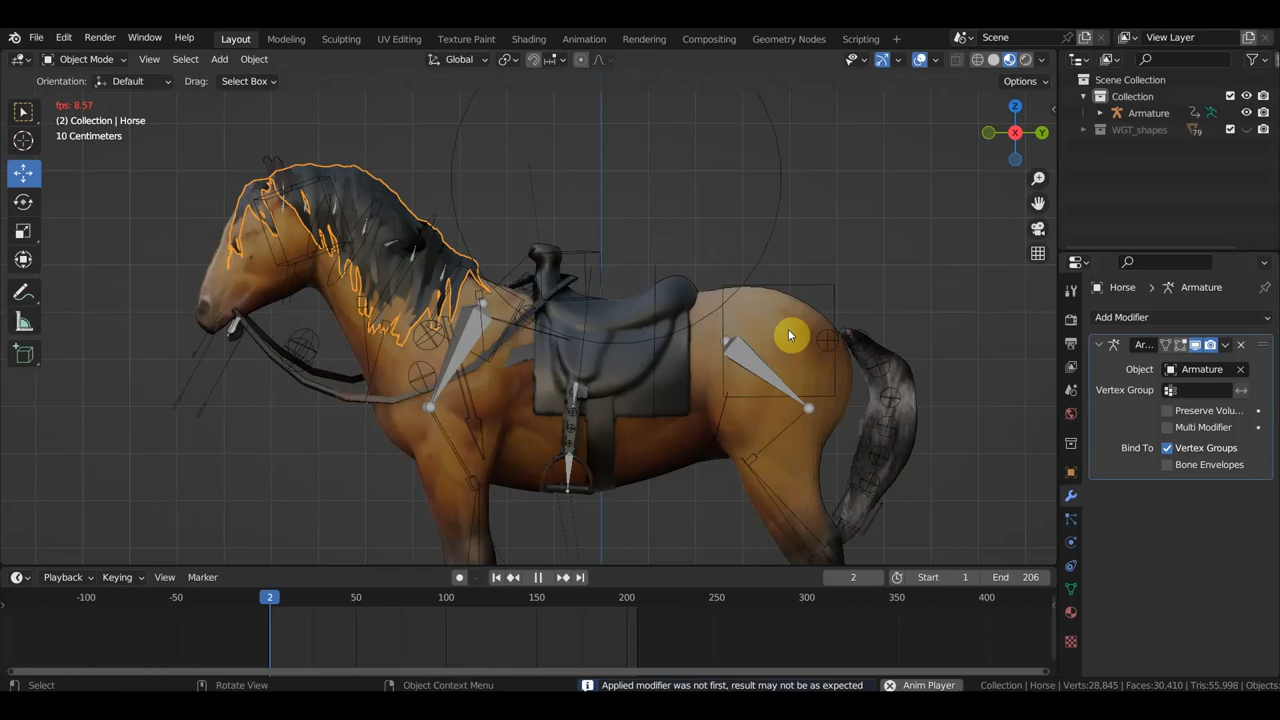 File Edit Render Window Help Layout Modeling Sculpting UV Editing Texture Paint Shading Animation Rendering Compositing Geometry Nodes Scripting + Scene View Layer
Object Mode View Select Add Object Global Options
Orientation: Default Drag: Select Box
fps: 8.57
(2) Collection | Horse
10 Centimeters
Z
X Y
Scene Collection
Collection
Armature
WGT_shapes 79
Horse > Armature
Add Modifier
Ar...
Object Armature
Vertex Group
Preserve Volu...
Multi Modifier
Bind To Vertex Groups
Bone Envelopes
Playback Keying View Marker 2 Start 1 End 206
-100 -50 2 50 100 150 200 250 300 350 400
Select Rotate View Object Context Menu Applied modifier was not first, result may not be as expected Anim Player Collection | Horse | Verts:28,845 | Faces:30,410 | Tris:55,998 | Objects: